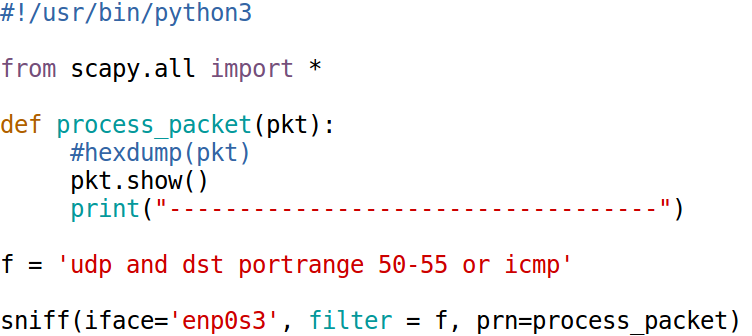 #!/usr/bin/python3
from scapy.all import *
def process_packet(pkt):
#hexdump(pkt)
pkt.show()
print("-----------------------------------")
f = 'udp and dst portrange 50-55 or icmp'
sniff(iface='enp0s3', filter = f, prn=process_packet)